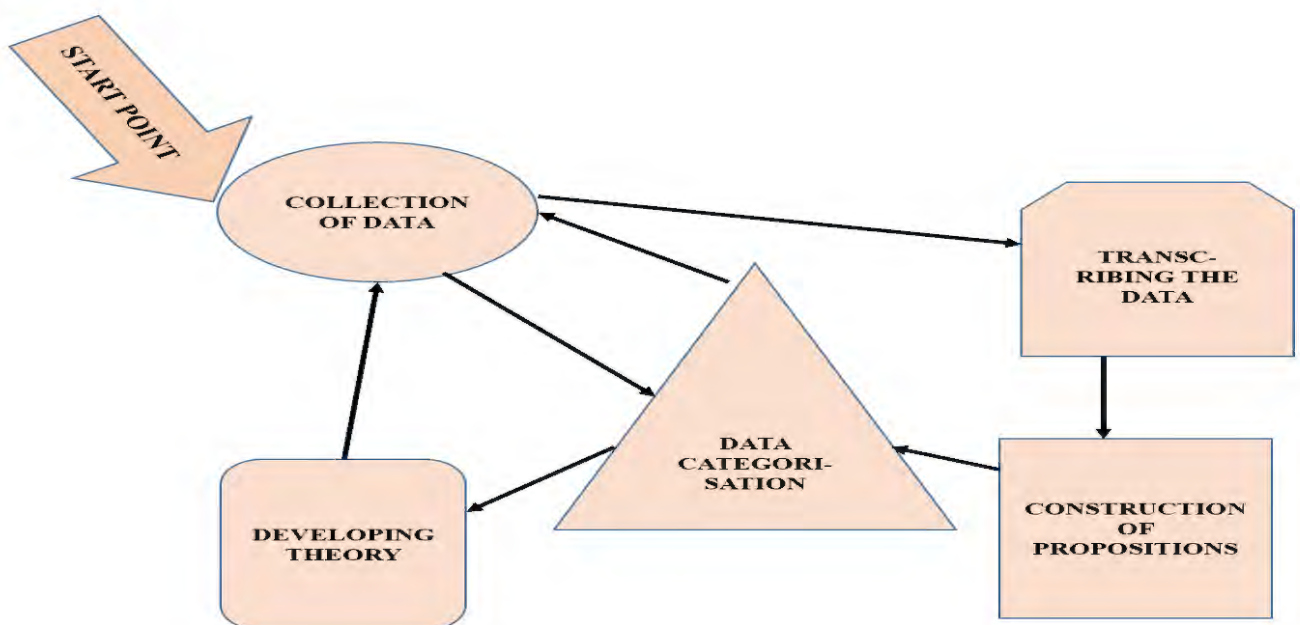 START POINT
COLLECTION
OF DATA
TRANSC-
RIBING THE
DATA
DATA
CATEGORI-
SATION
CONSTRUCTION
OF
PROPOSITIONS
DEVELOPING
THEORY